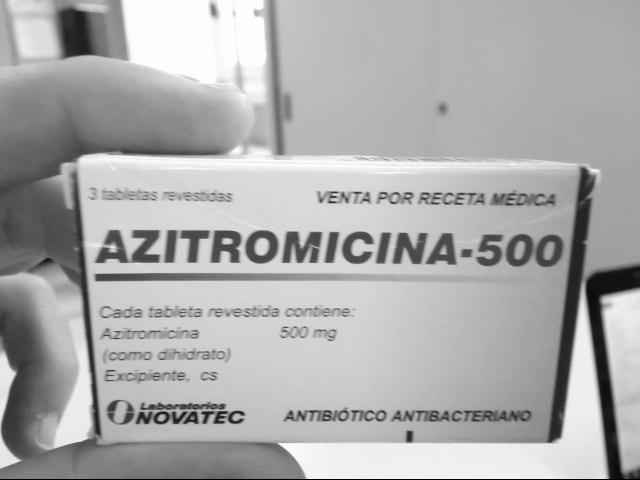 3 tabletas revestidas
VENTA POR RECETA MÉDICA
AZITROMICINA-500
Cada tableta revestida contiene:
Azitromicina 500 mg
(como dihidrato)
Excipiente, cs
Laboratorios
NOVATEC
ANTIBIÓTICO ANTIBACTERIANO